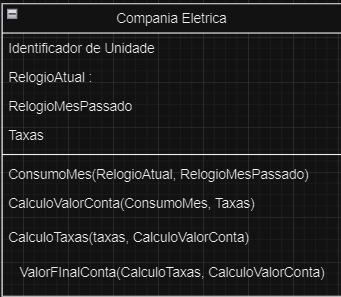 Compania Eletrica
Identificador de Unidade
RelogioAtual :
RelogioMesPassado
Taxas
ConsumoMes(RelogioAtual, RelogioMesPassado)
CalculoValorConta(ConsumoMes, Taxas)
CalculoTaxas(taxas, CalculoValorConta)
ValorFInalConta(CalculoTaxas, CalculoValorConta)